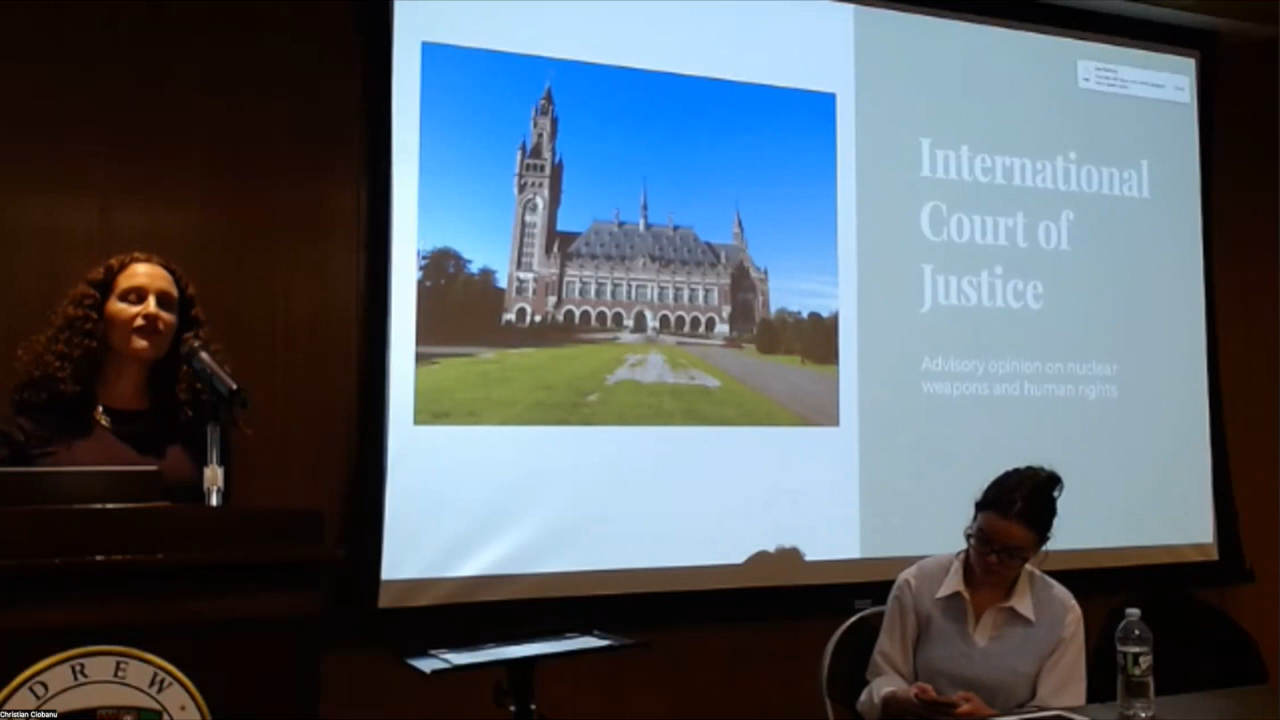 International
Court of
Justice
Advisory opinion on nuclear
weapons and human rights
DREW
Christian Ciobanu